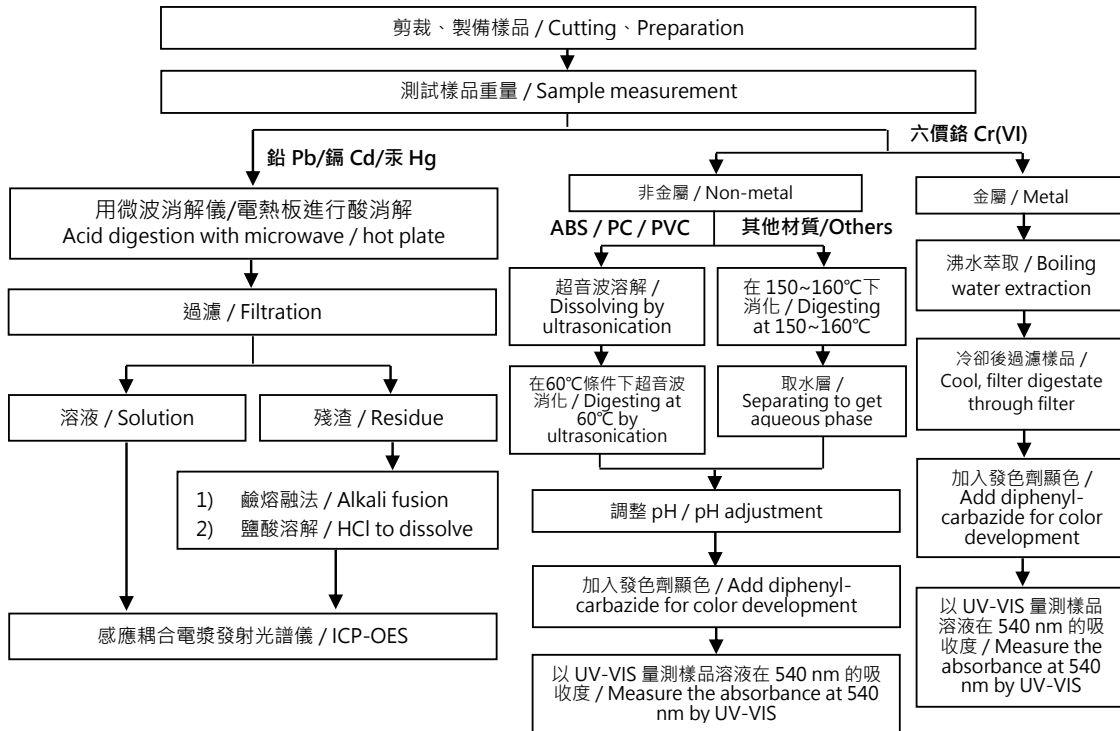 剪裁、製備樣品 / Cutting、Preparation
測試樣品重量 / Sample measurement
鉛 Pb/鎘 Cd/汞 Hg
六價鉻 Cr(VI)
用微波消解儀/電熱板進行酸消解
Acid digestion with microwave / hot plate
過濾 / Filtration
溶液 / Solution
殘渣 / Residue
1) 鹼熔融法 / Alkali fusion
2) 鹽酸溶解 / HCl to dissolve
感應耦合電漿發射光譜儀 / ICP-OES
非金屬 / Non-metal
ABS / PC / PVC
其他材質/Others
超音波溶解 /
Dissolving by
ultrasonication
在60℃條件下超音波
消化 / Digesting at
60℃ by
ultrasonication
在 150~160℃下
消化 / Digesting
at 150~160℃
取水層 /
Separating to get
aqueous phase
調整 pH / pH adjustment
加入發色劑顯色 / Add diphenyl-
carbazide for color development
以 UV-VIS 量測樣品溶液在 540 nm 的吸
收度 / Measure the absorbance at 540
nm by UV-VIS
金屬 / Metal
沸水萃取 / Boiling
water extraction
冷卻後過濾樣品 /
Cool, filter digestate
through filter
加入發色劑顯色 /
Add diphenyl-
carbazide for color
development
以 UV-VIS 量測樣品
溶液在 540 nm 的吸
收度 / Measure the
absorbance at 540
nm by UV-VIS